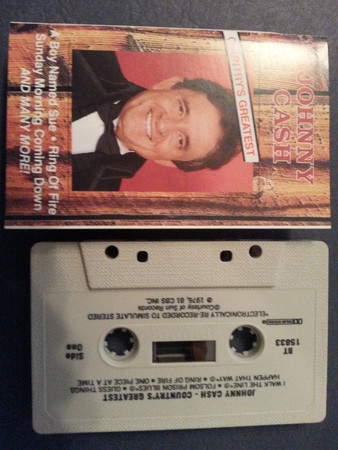 JOHNNY
CASH
COUNTRY'S GREATEST
A Boy Named Sue • Ring Of Fire
Sunday Morning Coming Down
AND MANY MORE!
JOHNNY CASH - COUNTRY'S GREATEST
I WALK THE LINE*® • FOLSOM PRISON BLUES*® • GUESS THINGS
HAPPEN THAT WAY*® • RING OF FIRE • ONE PIECE AT A TIME
BT
15833
Side
One
*ELECTRONICALLY RE-RECORDED TO SIMULATE STEREO
®Courtesy of Sun Records
℗ 1976, 81 CBS INC.